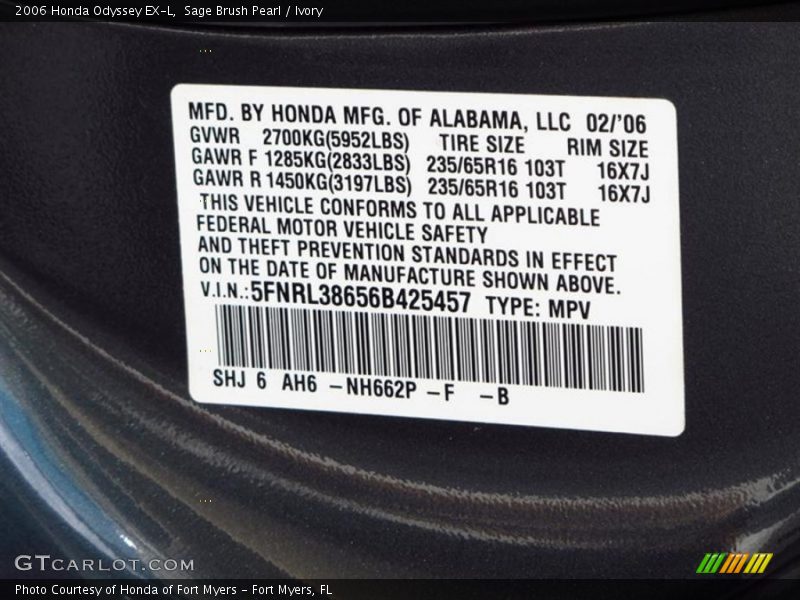 2006 Honda Odyssey EX-L, Sage Brush Pearl / Ivory
MFD. BY HONDA MFG. OF ALABAMA, LLC 02/'06
GVWR 2700KG(5952LBS) TIRE SIZE RIM SIZE
GAWR F 1285KG(2833LBS) 235/65R16 103T 16X7J
GAWR R 1450KG(3197LBS) 235/65R16 103T 16X7J
THIS VEHICLE CONFORMS TO ALL APPLICABLE
FEDERAL MOTOR VEHICLE SAFETY
AND THEFT PREVENTION STANDARDS IN EFFECT
ON THE DATE OF MANUFACTURE SHOWN ABOVE.
V.I.N.:5FNRL38656B425457 TYPE: MPV
SHJ 6 AH6 -NH662P -F -B
GTCARLOT.COM
Photo Courtesy of Honda of Fort Myers - Fort Myers, FL